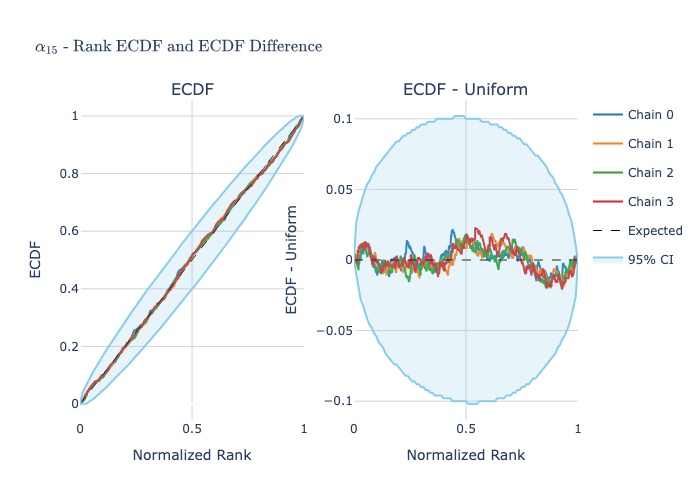 α15 - Rank ECDF and ECDF Difference
ECDF
ECDF - Uniform
1
0.8
0.6
0.4
0.2
0
0
0.5
1
ECDF
Normalized Rank
0.1
0.05
0
−0.05
−0.1
0
0.5
1
ECDF - Uniform
Normalized Rank
Chain 0
Chain 1
Chain 2
Chain 3
Expected
95% CI